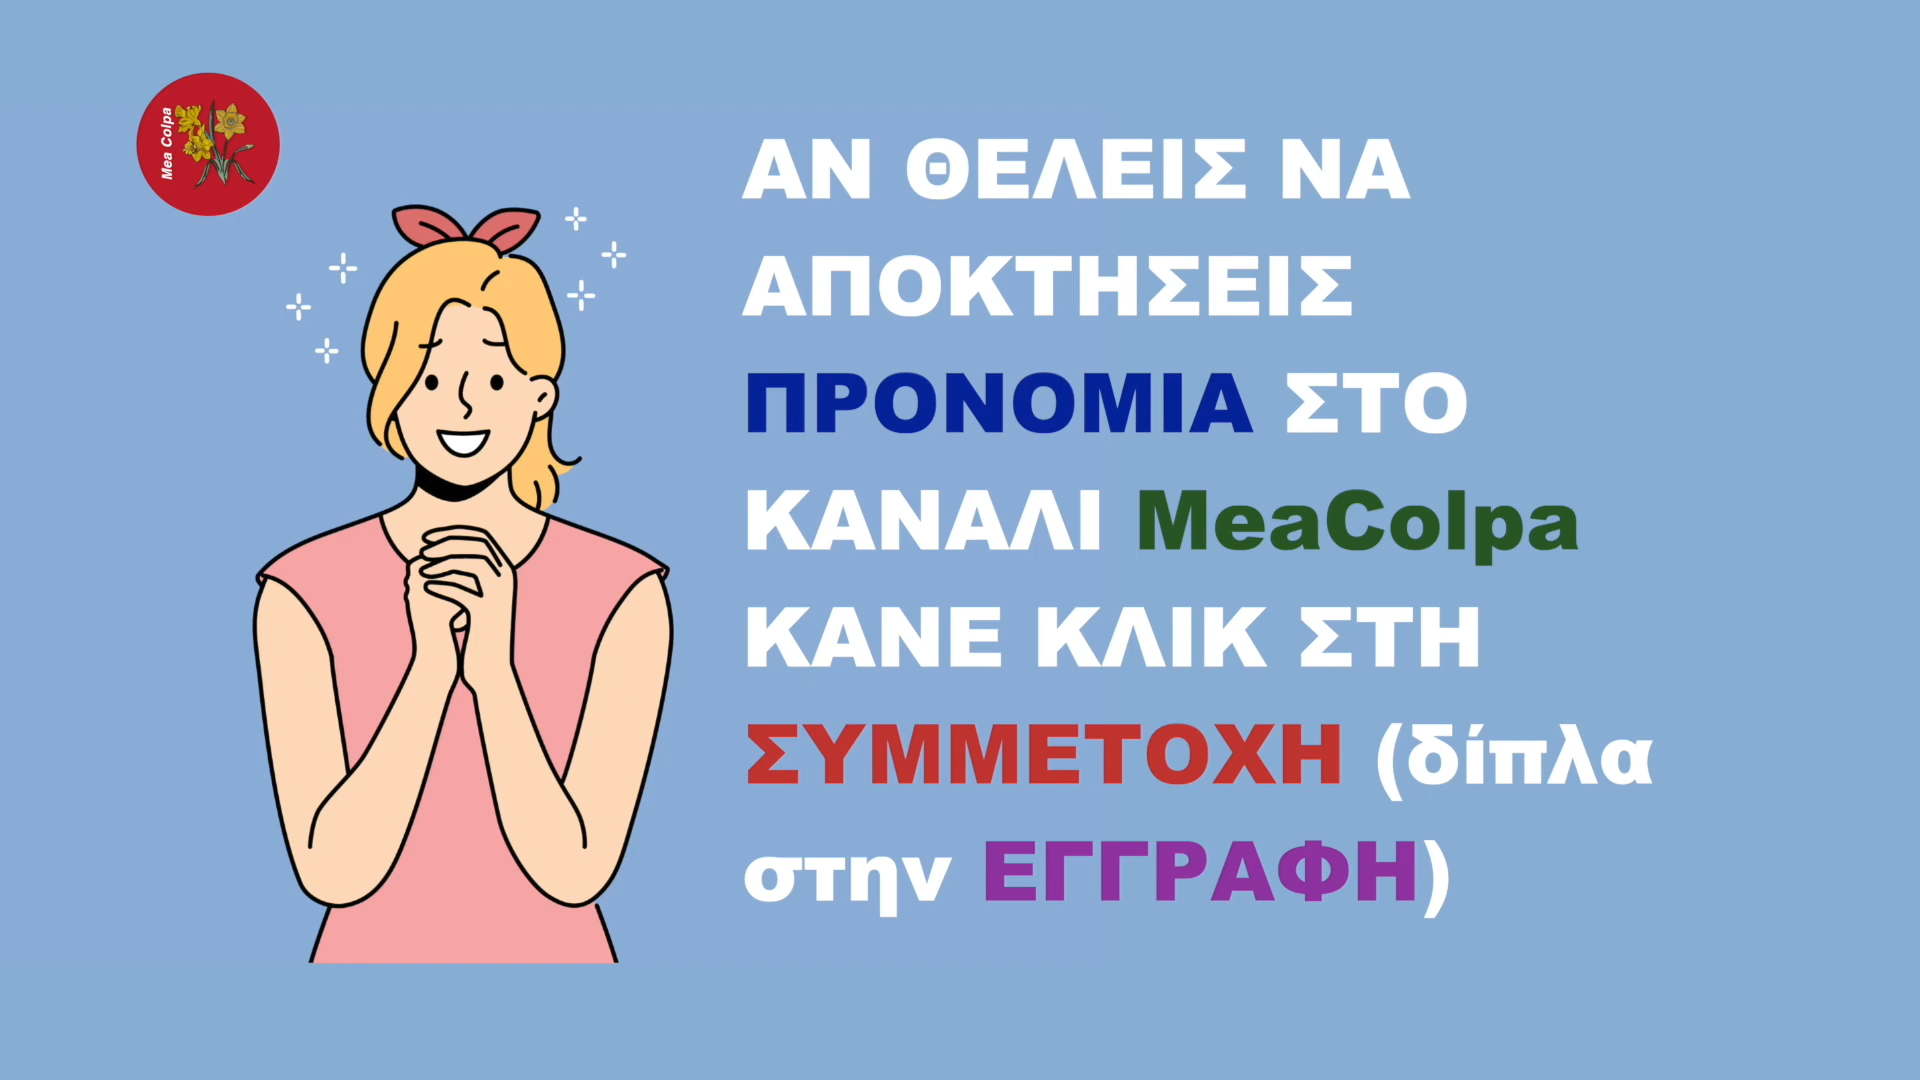 Mea Colpa
ΑΝ ΘΕΛΕΙΣ ΝΑ
ΑΠΟΚΤΗΣΕΙΣ
ΠΡΟΝΟΜΙΑ ΣΤΟ
ΚΑΝΑΛΙ MeaColpa
ΚΑΝΕ ΚΛΙΚ ΣΤΗ
ΣΥΜΜΕΤΟΧΗ (δίπλα
στην ΕΓΓΡΑΦΗ)